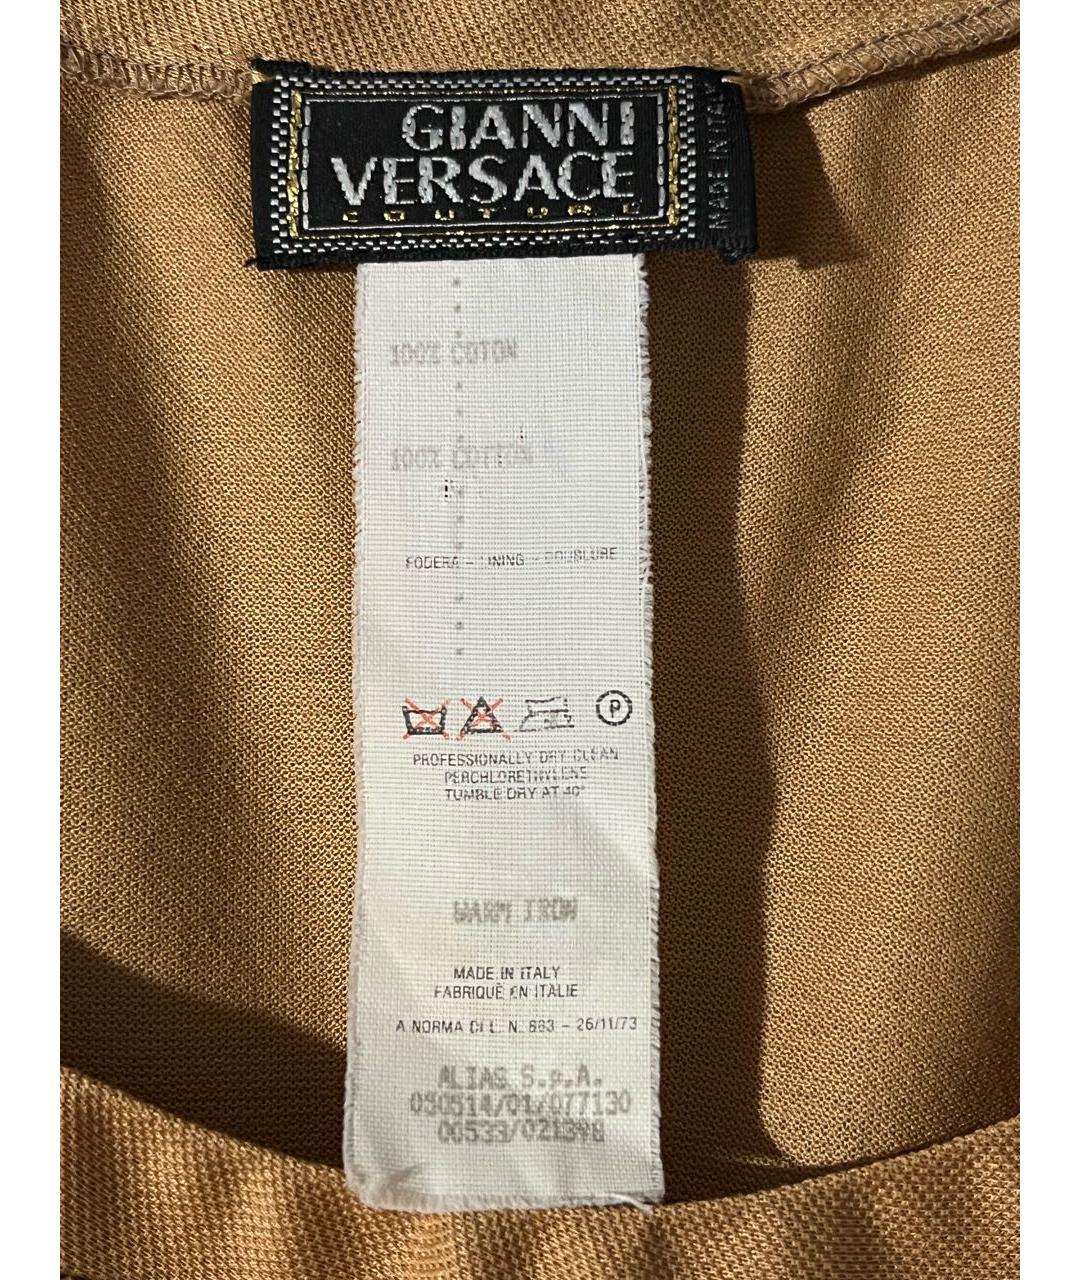 GIANNI
VERSACE
COUTURE
MADE IN ITALY
100% COTON
100% COTTON
FODERA - LINING - DOUBLURE
P
PROFESSIONALLY DRY CLEAN
PERCHLORETHYLENE
TUMBLE DRY AT 40°
WARM IRON
MADE IN ITALY
FABRIQUÈ EN ITALIE
A NORMA DI L. N. 883 - 26/11/73
ALIAS S.p.A.
050514/01/077130
00533/021398